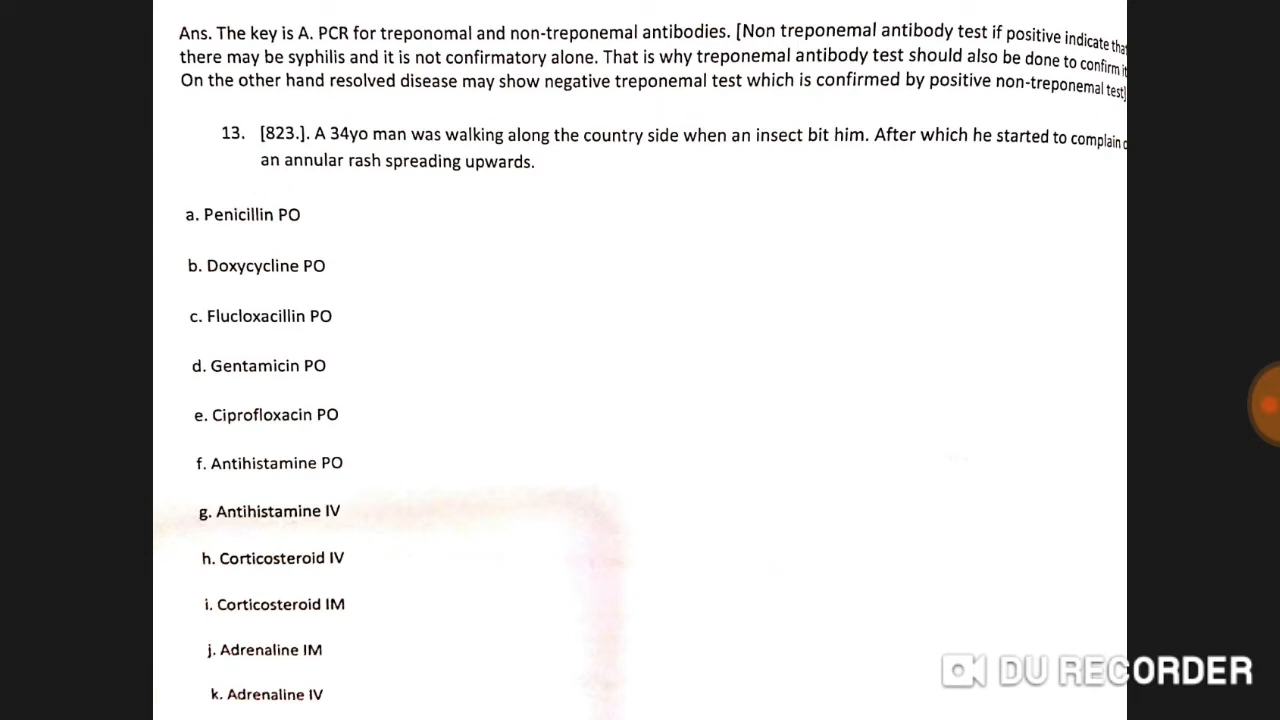 Ans. The key is A. PCR for treponomal and non-treponemal antibodies. [Non treponemal antibody test if positive indicate tha
there may be syphilis and it is not confirmatory alone. That is why treponemal antibody test should also be done to confirm it
On the other hand resolved disease may show negative treponemal test which is confirmed by positive non-treponemal test]
13. [823.]. A 34yo man was walking along the country side when an insect bit him. After which he started to complain
an annular rash spreading upwards.
a. Penicillin PO
b. Doxycycline PO
c. Flucloxacillin PO
d. Gentamicin PO
e. Ciprofloxacin PO
f. Antihistamine PO
g. Antihistamine IV
h. Corticosteroid IV
i. Corticosteroid IM
j. Adrenaline IM
k. Adrenaline IV
DU RECORDER